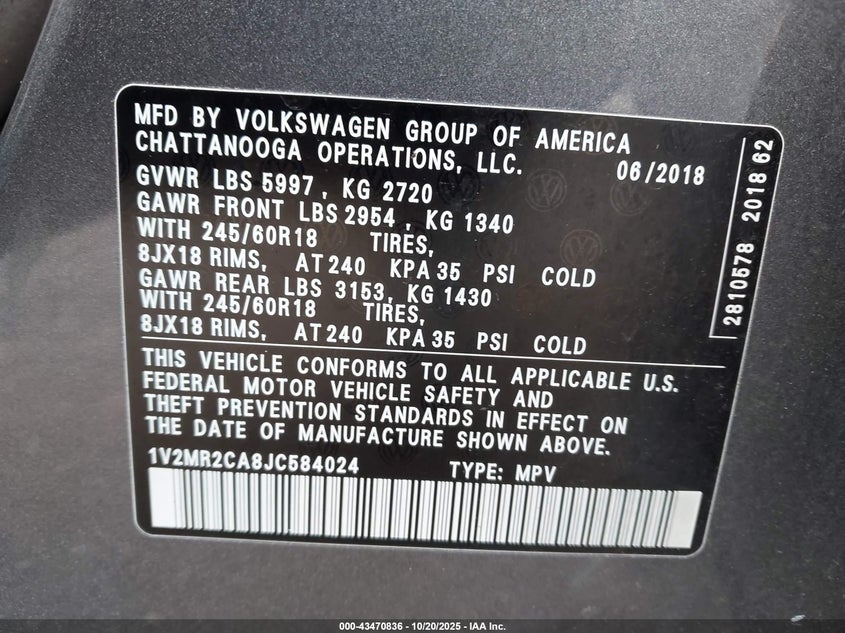 MFD BY VOLKSWAGEN GROUP OF AMERICA
CHATTANOOGA OPERATIONS, LLC. 06/2018
GVWR LBS 5997, KG 2720
GAWR FRONT LBS 2954, KG 1340
WITH 245/60R18 TIRES,
8JX18 RIMS, AT 240 KPA 35 PSI COLD
GAWR REAR LBS 3153, KG 1430
WITH 245/60R18 TIRES,
8JX18 RIMS, AT 240 KPA 35 PSI COLD
THIS VEHICLE CONFORMS TO ALL APPLICABLE U.S.
FEDERAL MOTOR VEHICLE SAFETY AND
THEFT PREVENTION STANDARDS IN EFFECT ON
THE DATE OF MANUFACTURE SHOWN ABOVE.
1V2MR2CA8JC584024 TYPE: MPV
2810578 2018 62
000-43470836 - 10/20/2025 - IAA Inc.